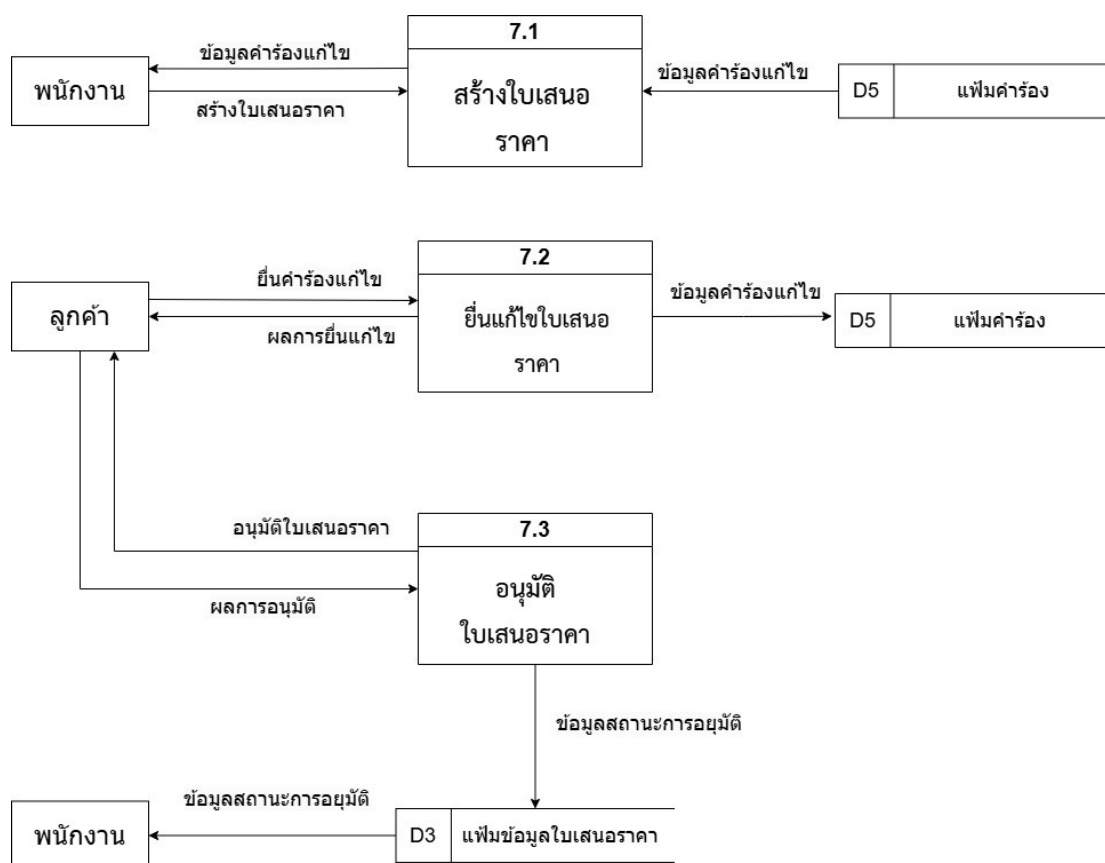 7.1
ข้อมูลคำร้องแก้ไข
พนักงาน
สร้างใบเสนอราคา
สร้างใบเสนอ
ราคา
ข้อมูลคำร้องแก้ไข
D5
แฟ้มคำร้อง
7.2
ยื่นคำร้องแก้ไข
ลูกค้า
ผลการยื่นแก้ไข
ยื่นแก้ไขใบเสนอ
ราคา
ข้อมูลคำร้องแก้ไข
D5
แฟ้มคำร้อง
7.3
อนุมัติใบเสนอราคา
ผลการอนุมัติ
อนุมัติ
ใบเสนอราคา
ข้อมูลสถานะการอยุมัติ
ข้อมูลสถานะการอยุมัติ
พนักงาน
D3
แฟ้มข้อมูลใบเสนอราคา